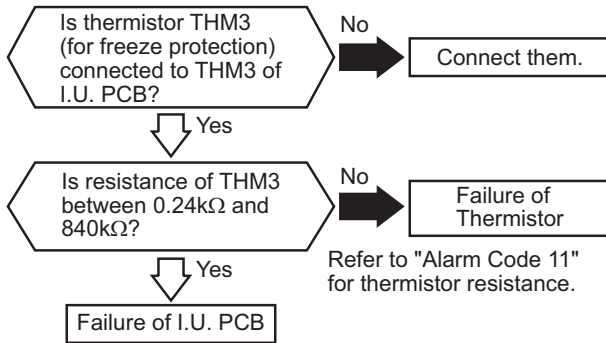 Is thermistor THM3
(for freeze protection)
connected to THM3 of
I.U. PCB?
No
Connect them.
Yes
Is resistance of THM3
between 0.24kΩ and
840kΩ?
No
Failure of
Thermistor
Refer to "Alarm Code 11"
for thermistor resistance.
Yes
Failure of I.U. PCB